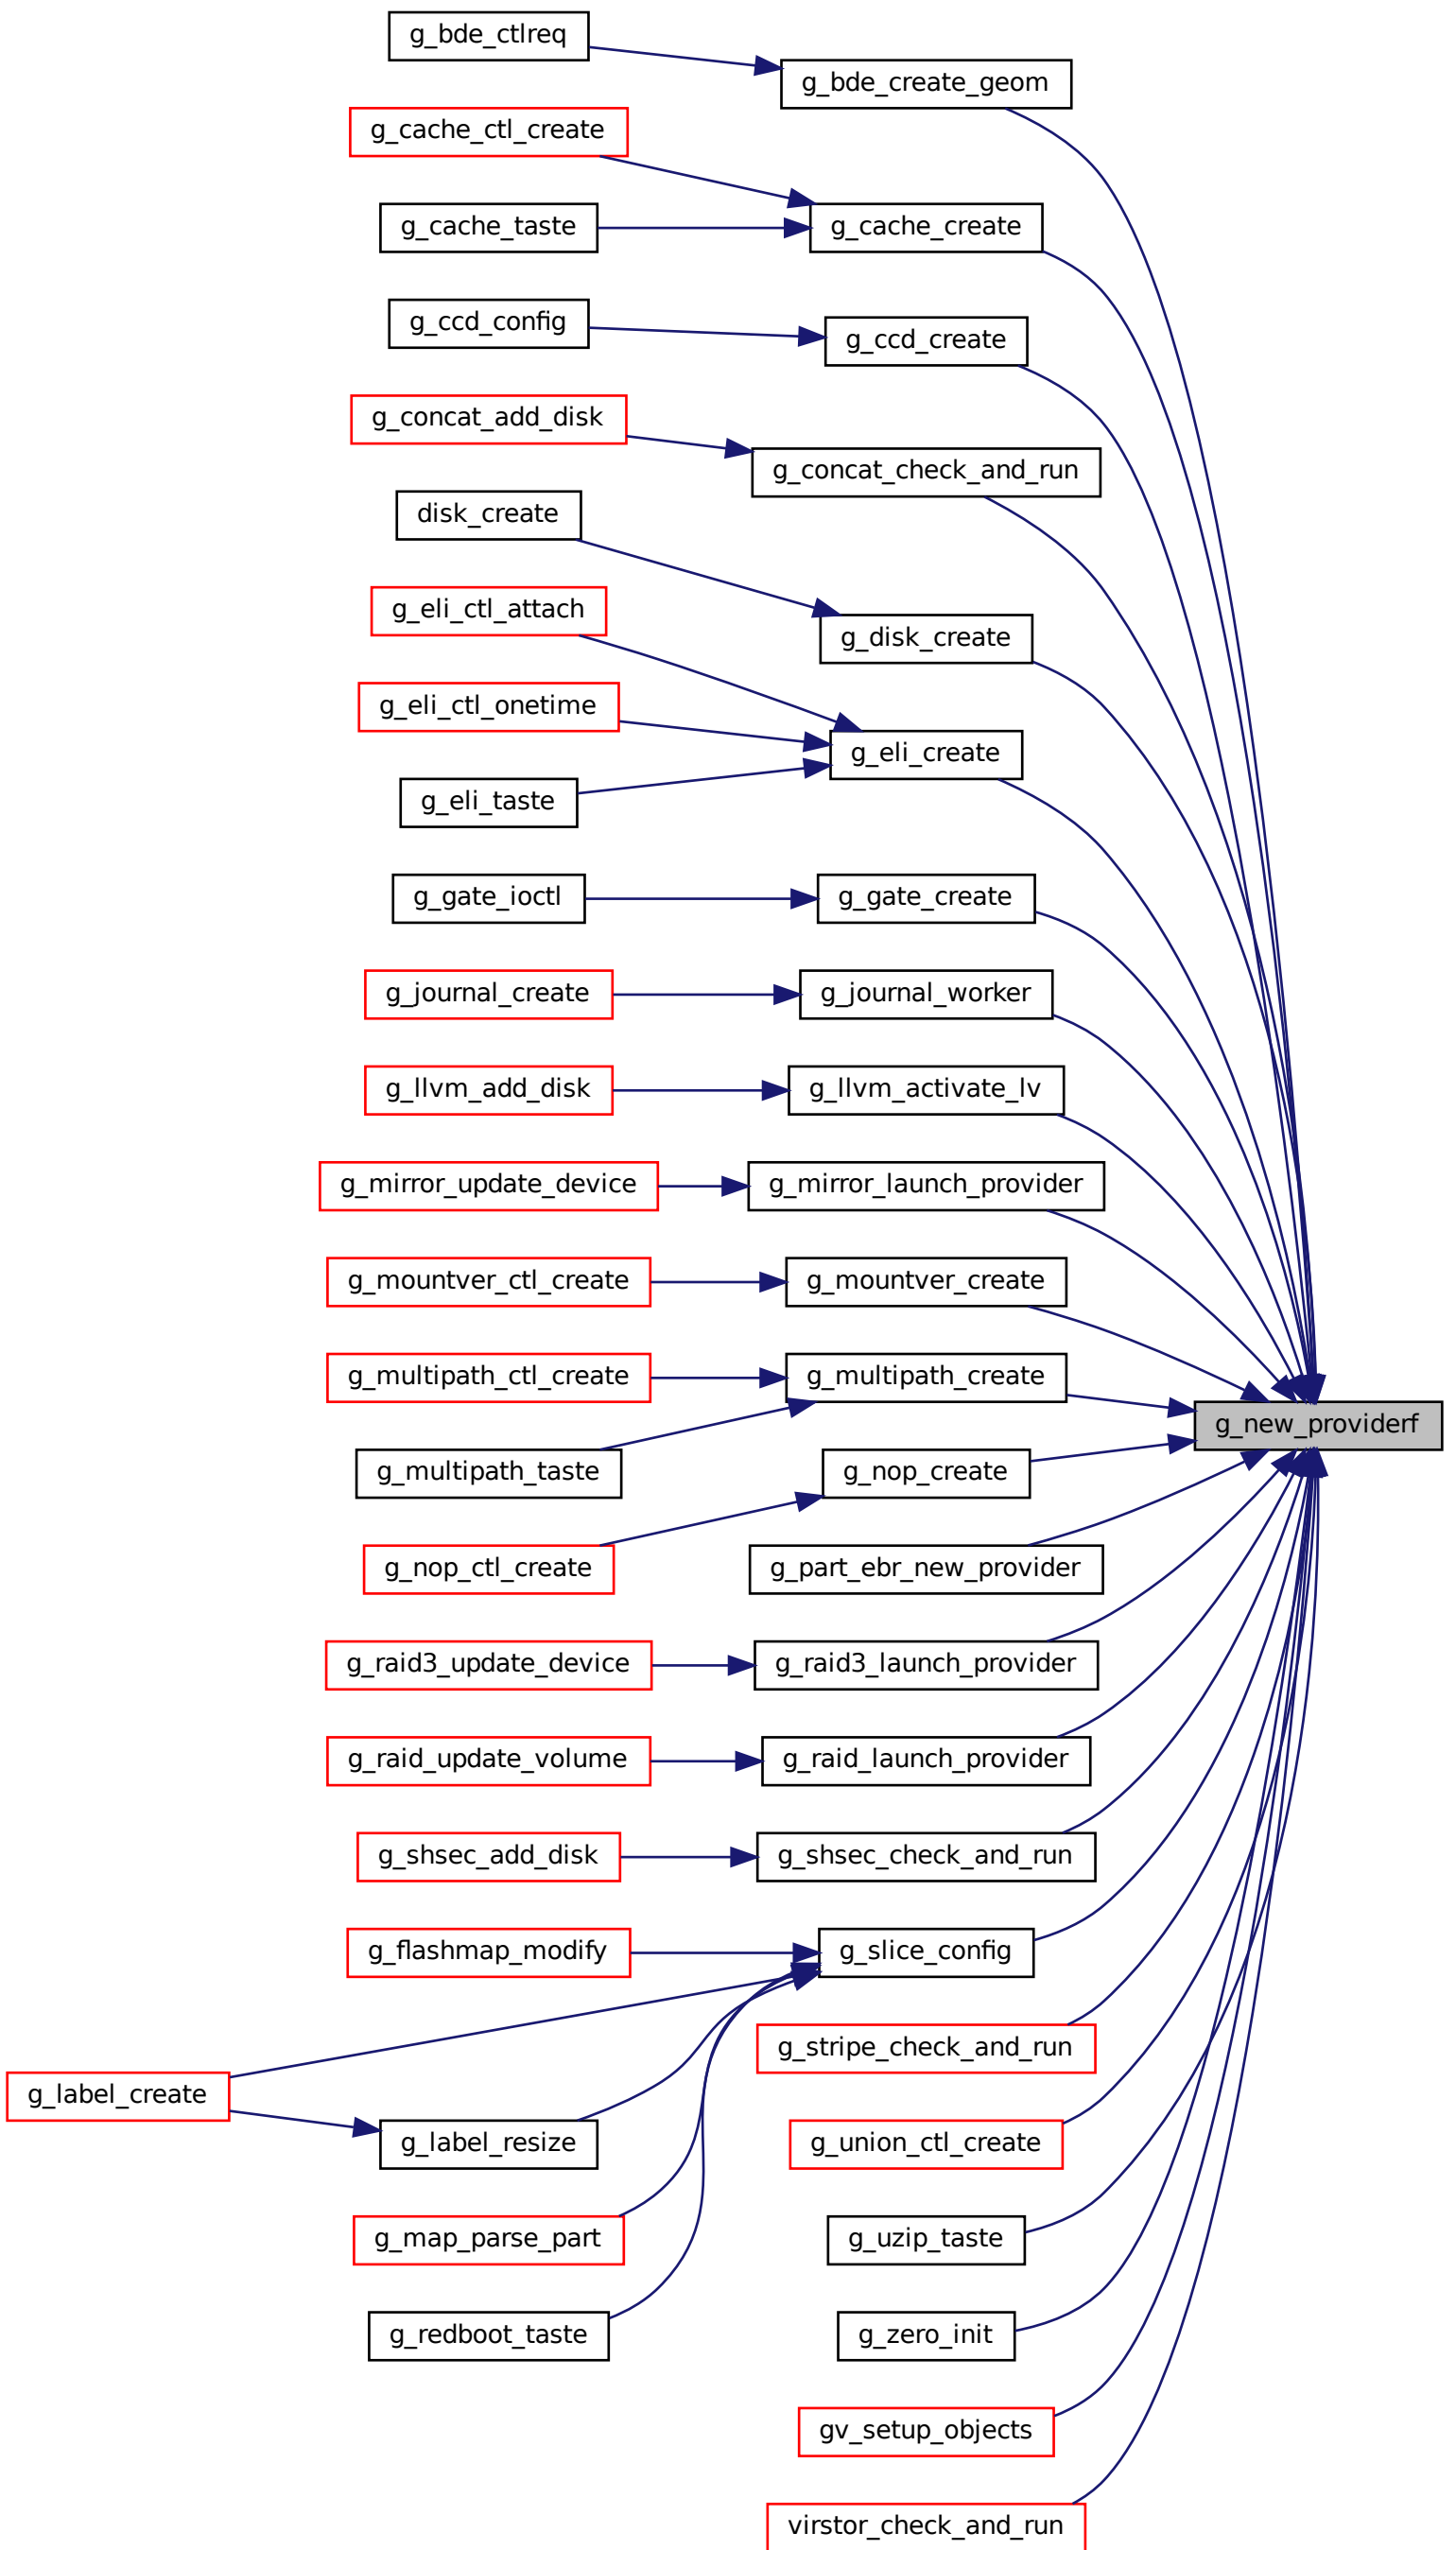 g_bde_ctlreq
g_bde_create_geom
g_cache_ctl_create
g_cache_taste
g_cache_create
g_ccd_config
g_ccd_create
g_concat_add_disk
g_concat_check_and_run
disk_create
g_eli_ctl_attach
g_disk_create
g_eli_ctl_onetime
g_eli_create
g_eli_taste
g_gate_ioctl
g_gate_create
g_journal_create
g_journal_worker
g_llvm_add_disk
g_llvm_activate_lv
g_mirror_update_device
g_mirror_launch_provider
g_mountver_ctl_create
g_mountver_create
g_multipath_ctl_create
g_multipath_create
g_new_providerf
g_multipath_taste
g_nop_create
g_nop_ctl_create
g_part_ebr_new_provider
g_raid3_update_device
g_raid3_launch_provider
g_raid_update_volume
g_raid_launch_provider
g_shsec_add_disk
g_shsec_check_and_run
g_flashmap_modify
g_slice_config
g_stripe_check_and_run
g_label_create
g_label_resize
g_union_ctl_create
g_map_parse_part
g_uzip_taste
g_redboot_taste
g_zero_init
gv_setup_objects
virstor_check_and_run